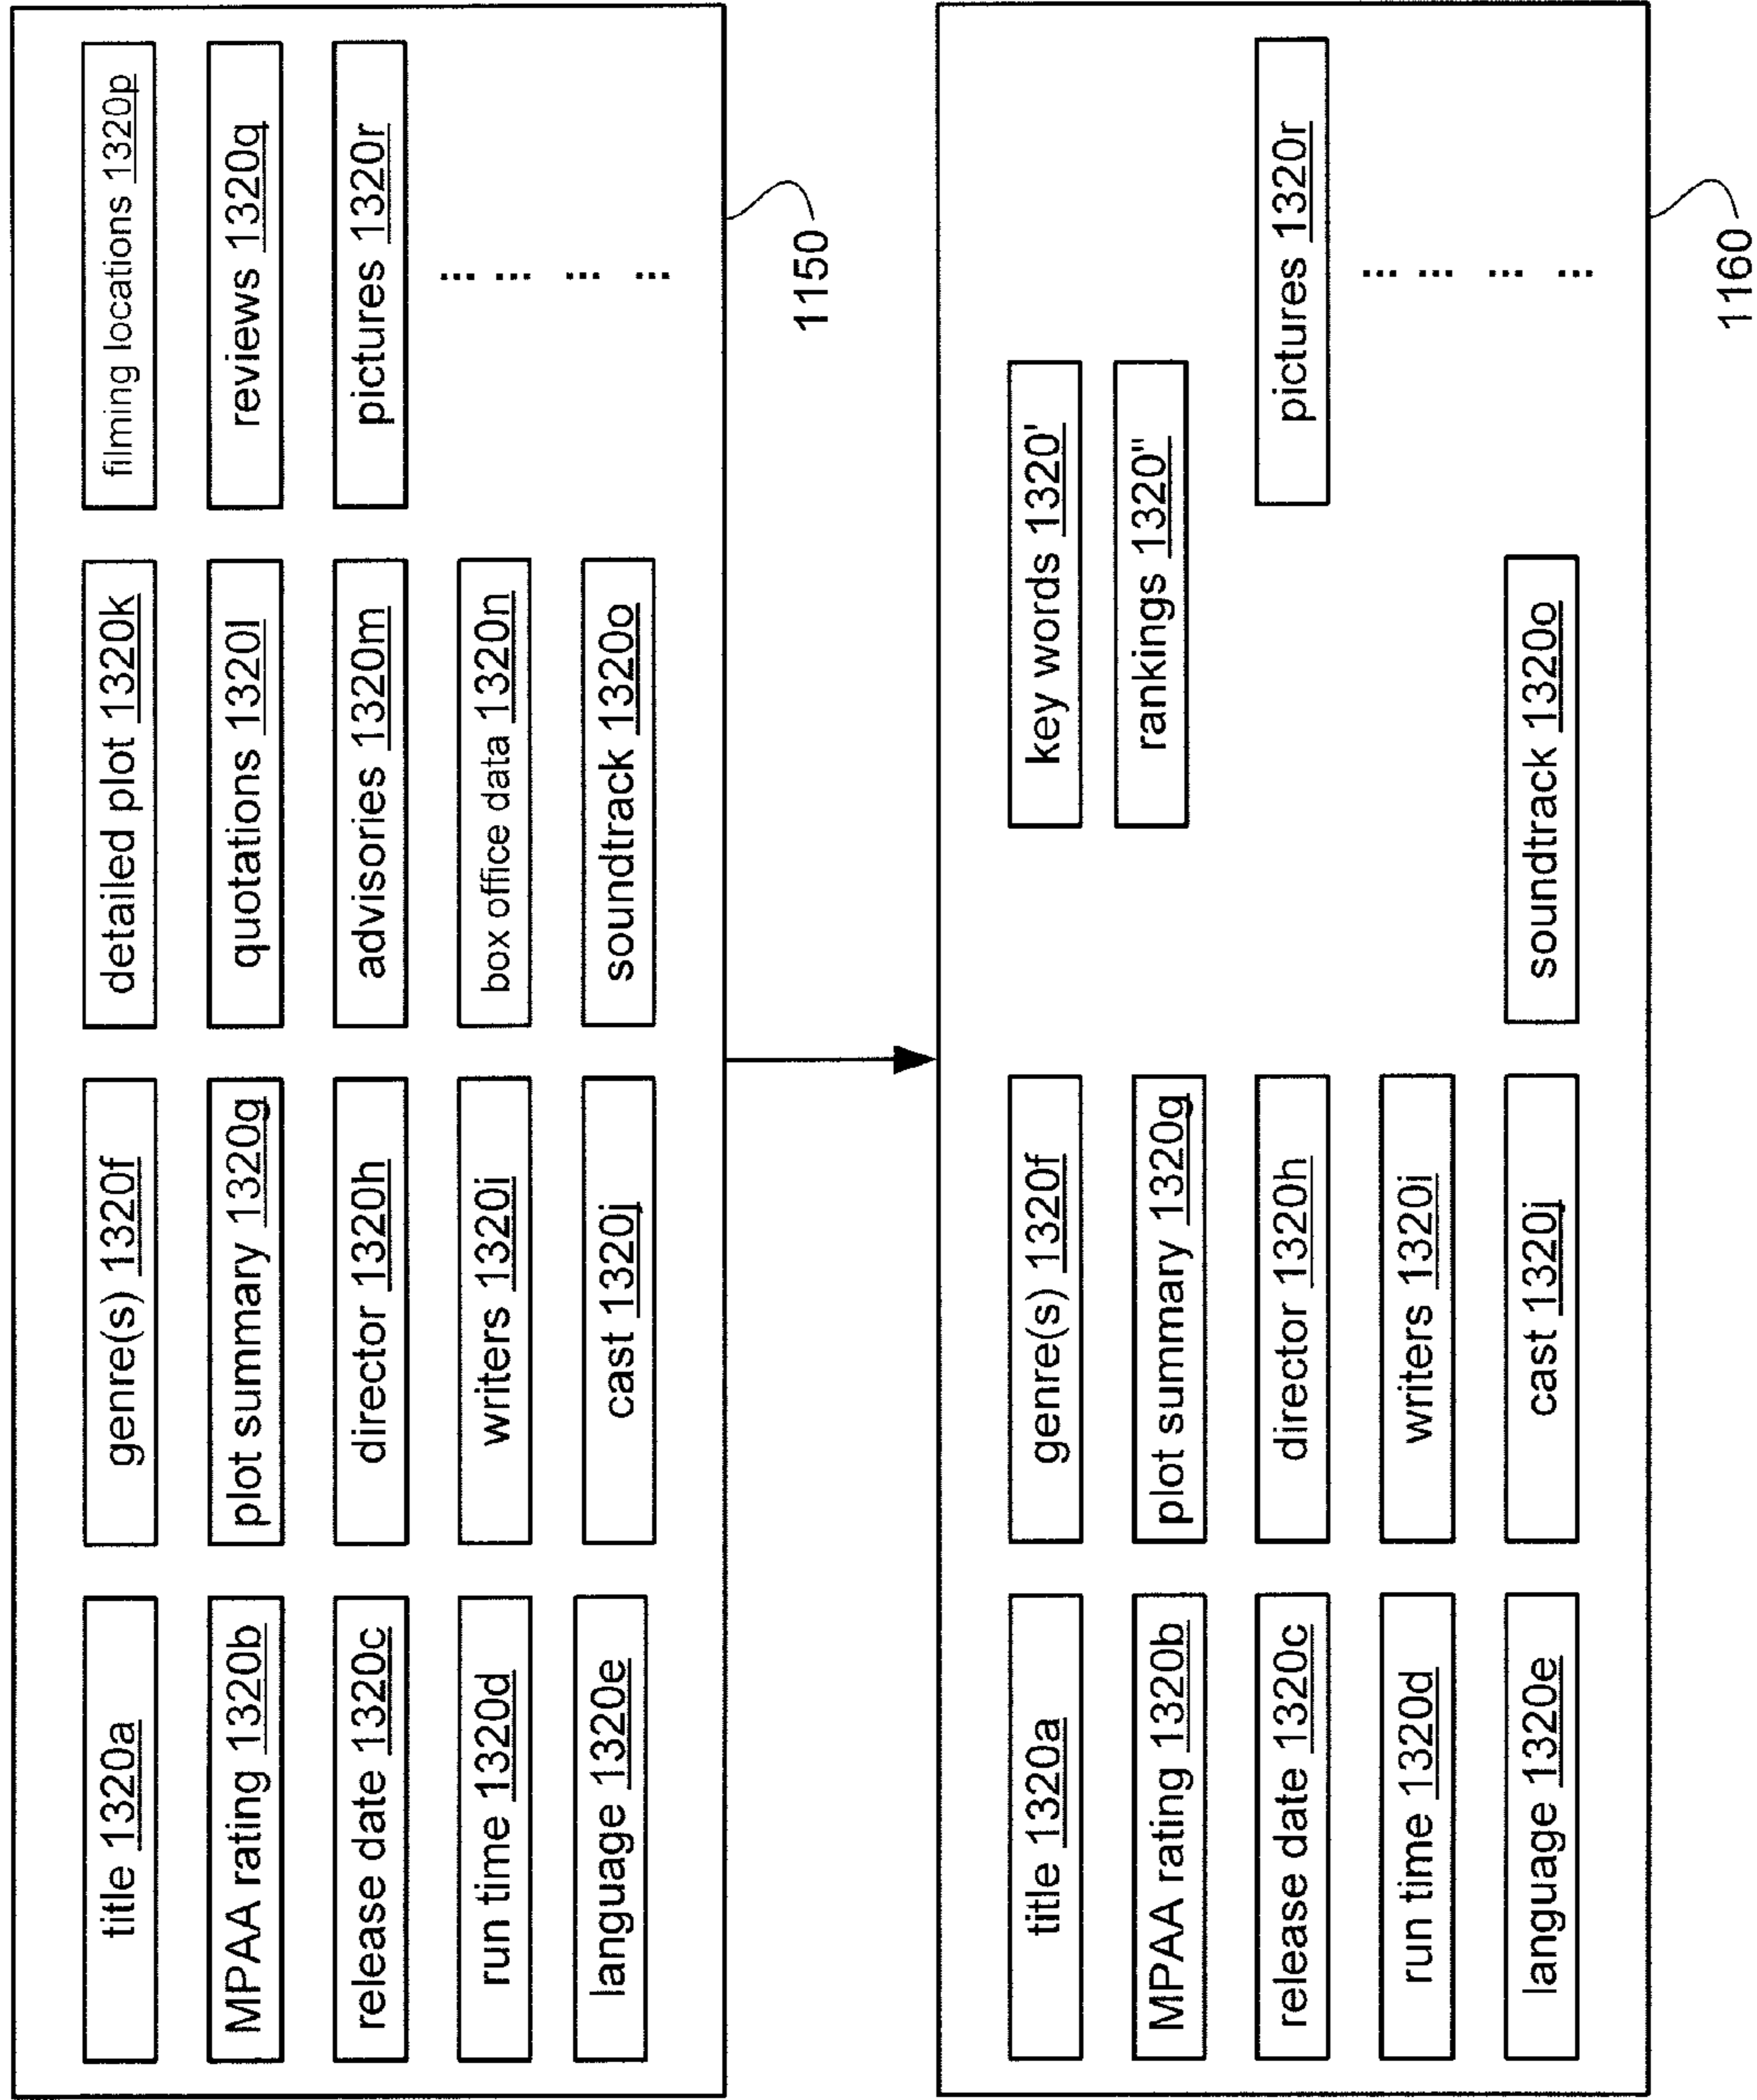 title 1320a
MPAA rating 1320b
release date 1320c
run time 1320d
language 1320e
genre(s) 1320f
plot summary 1320g
director 1320h
writers 1320i
cast 1320j
detailed plot 1320k
quotations 1320l
advisories 1320m
box office data 1320n
soundtrack 1320o
filming locations 1320p
reviews 1320q
pictures 1320r
... ... ... ...
1150
title 1320a
MPAA rating 1320b
release date 1320c
run time 1320d
language 1320e
genre(s) 1320f
plot summary 1320g
director 1320h
writers 1320i
cast 1320j
key words 1320'
rankings 1320"
soundtrack 1320o
pictures 1320r
... ... ... ...
1160